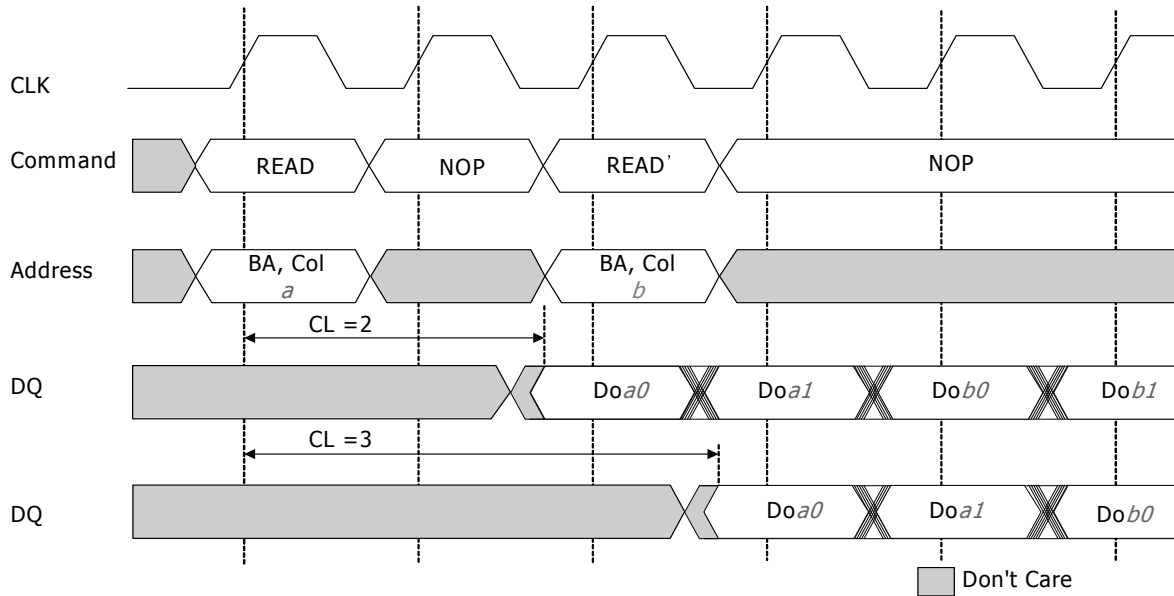 CLK
Command READ NOP READ' NOP
Address BA, Col BA, Col
a b
CL =2
DQ Doa0 Doa1 Dob0 Dob1
CL =3
DQ Doa0 Doa1 Dob0
Don't Care